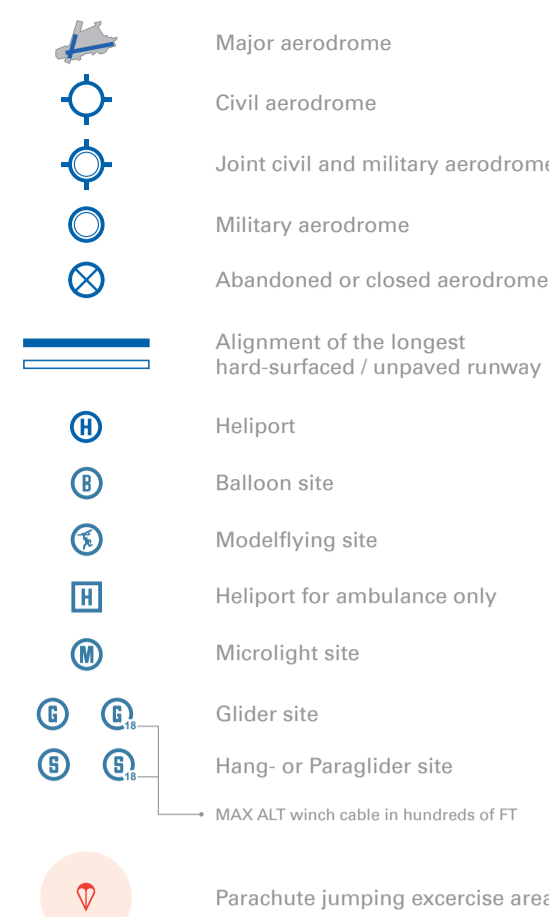 Major aerodrome
Civil aerodrome
Joint civil and military aerodrome
Military aerodrome
Abandoned or closed aerodrome
Alignment of the longest
hard-surfaced / unpaved runway
H Heliport
B Balloon site
Modelflying site
H Heliport for ambulance only
M Microlight site
G G 18 Glider site
S S 18 Hang- or Paraglider site
MAX ALT winch cable in hundreds of FT
Parachute jumping excercise area